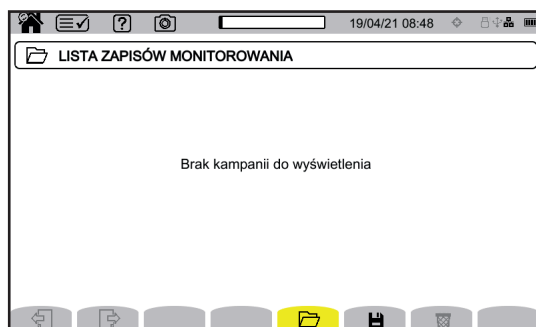 19/04/21 08:48
LISTA ZAPISÓW MONITOROWANIA
Brak kampanii do wyświetlenia